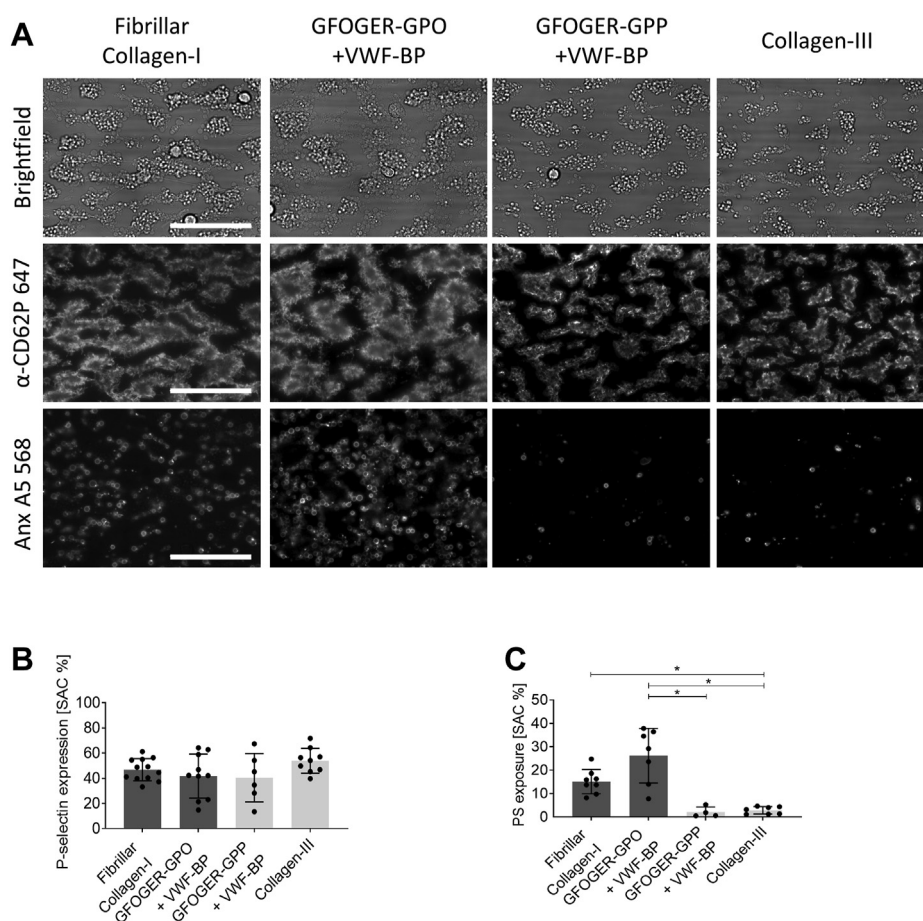 A
Fibrillar
Collagen-I
GFOGER-GPO
+VWF-BP
GFOGER-GPP
+VWF-BP
Collagen-III
Brightfield
α-CD62P 647
Anx A5 568
B
P-selectin expression [SAC %]
100
80
60
40
20
0
Fibrillar
Collagen-I
GFOGER-GPO
+ VWF-BP
GFOGER-GPP
+ VWF-BP
Collagen-III
C
PS exposure [SAC %]
50
40
30
20
10
0
*
*
*
Fibrillar
Collagen-I
GFOGER-GPO
+ VWF-BP
GFOGER-GPP
+ VWF-BP
Collagen-III